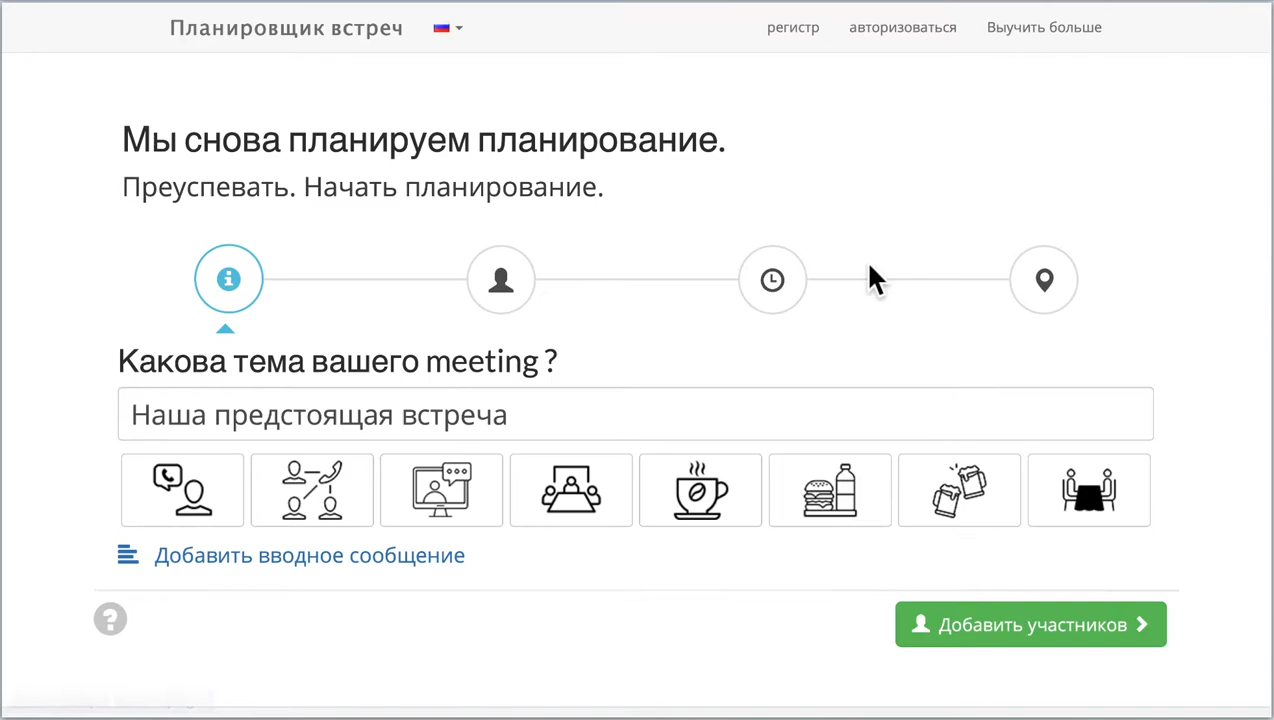 Планировщик встреч
регистр авторизоваться Выучить больше
Мы снова планируем планирование.
Преуспевать. Начать планирование.
Какова тема вашего meeting ?
Наша предстоящая встреча
Добавить вводное сообщение
? Добавить участников